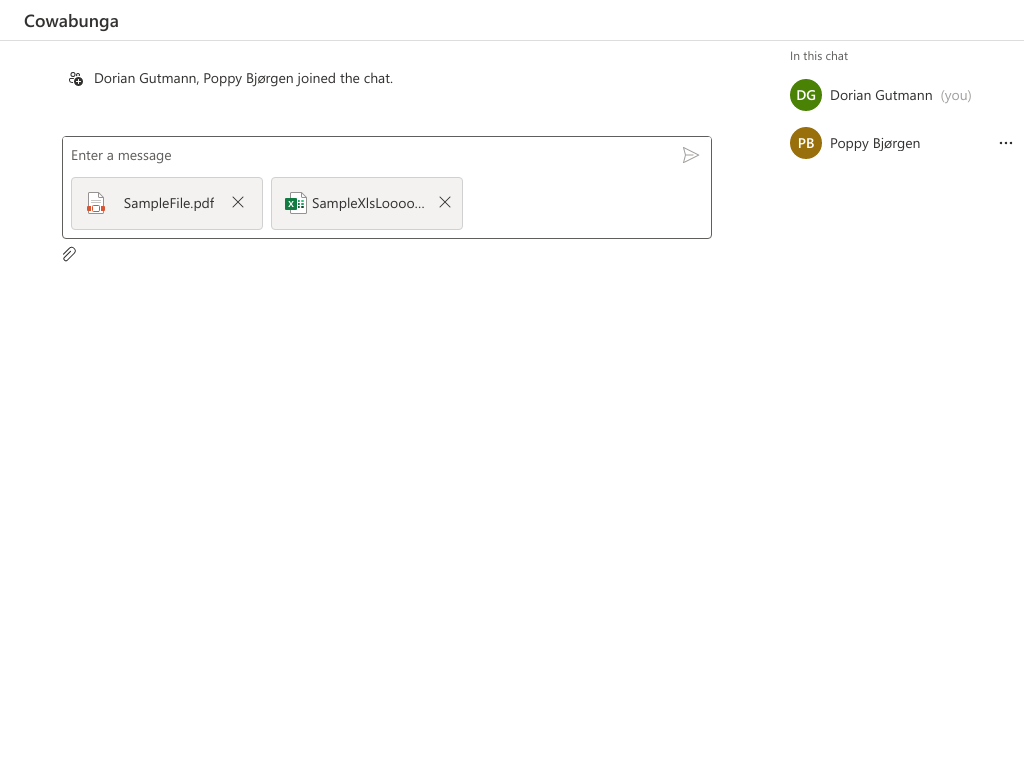 Cowabunga
In this chat
Dorian Gutmann, Poppy Bjørgen joined the chat.
DG Dorian Gutmann (you)
PB Poppy Bjørgen
Enter a message
SampleFile.pdf
SampleXlsLoooo...